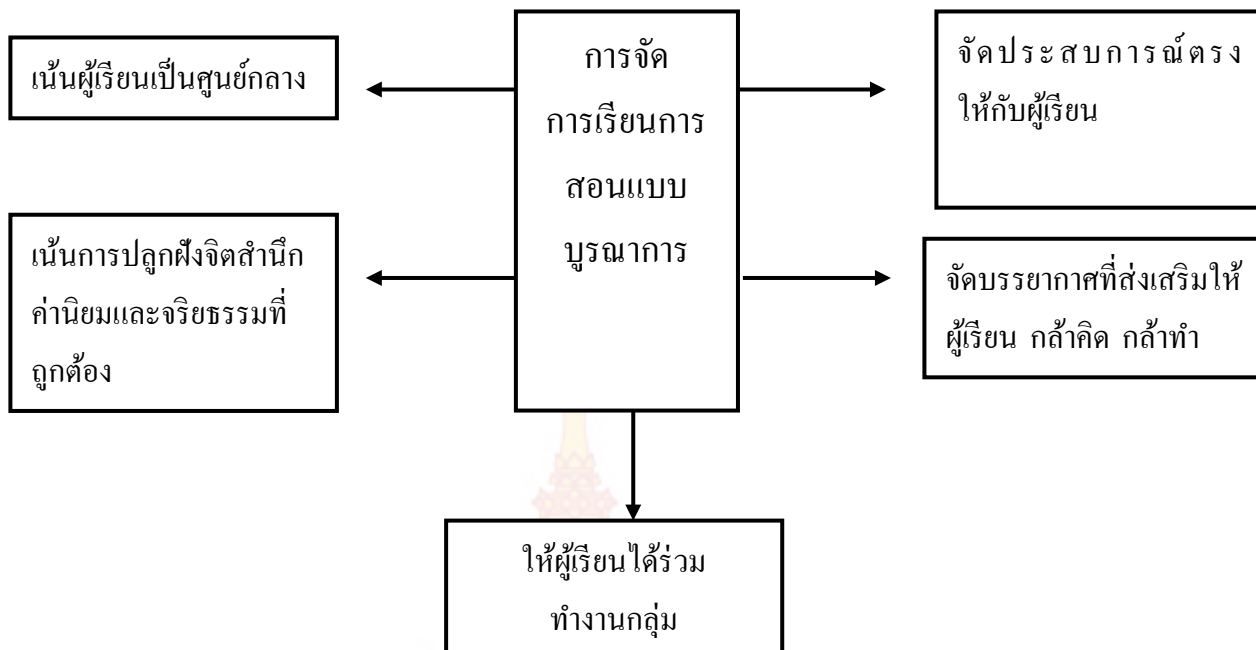 เน้นผู้เรียนเป็นศูนย์กลาง
เน้นการปลูกฝังจิตสำนึก
ค่านิยมและจริยธรรมที่
ถูกต้อง
การจัด
การเรียนการ
สอนแบบ
บูรณาการ
จัดประสบการณ์ตรง
ให้กับผู้เรียน
จัดบรรยากาศที่ส่งเสริมให้
ผู้เรียน กล้าคิด กล้าทำ
ให้ผู้เรียนได้ร่วม
ทำงานกลุ่ม